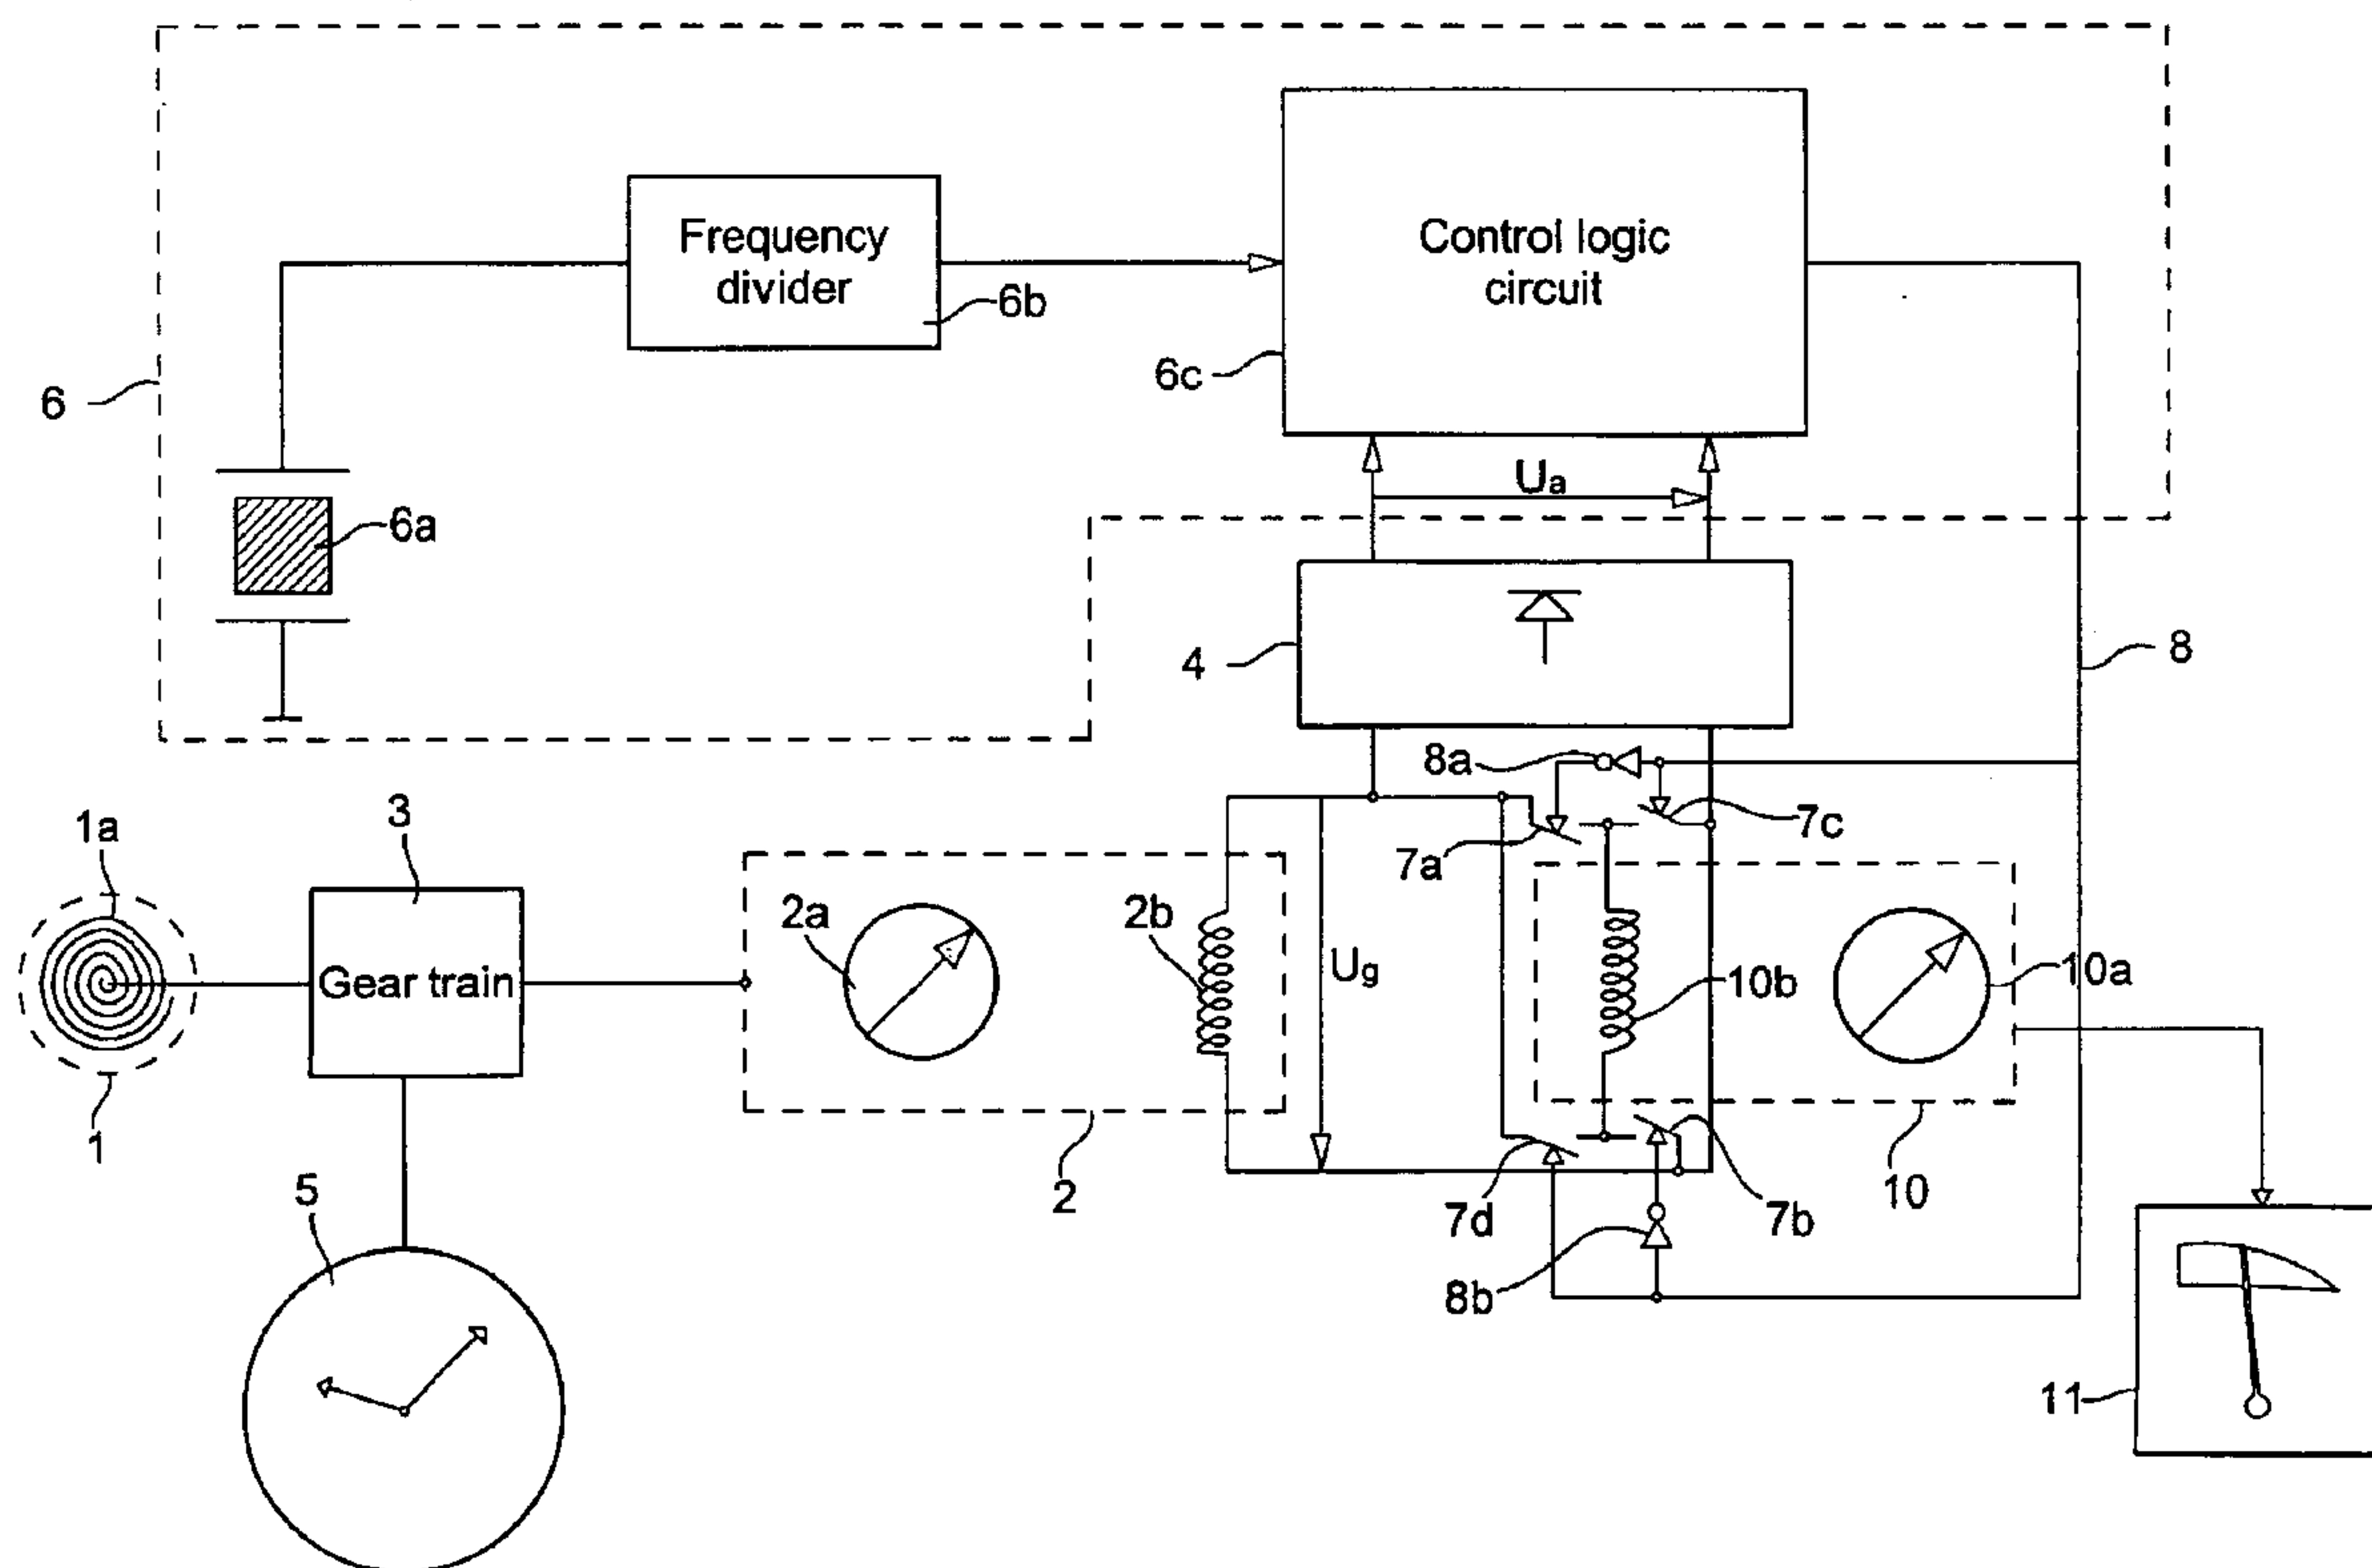 Frequency
divider
6b
Control logic
circuit
6c
6
6a
Ua
4
8
8a
7c
7a
1a
3
2a
2b
Ug
10b
10a
Gear train
1
5
2
7d
7b
10
8b
11